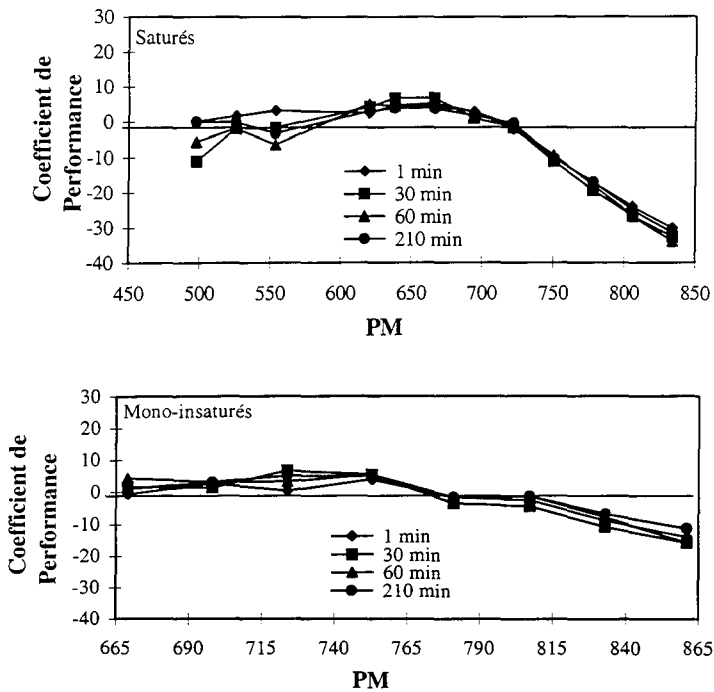 Saturés
Coefficient de
Performance
30
20
10
0
-10
-20
-30
-40
1 min
30 min
60 min
210 min
450 500 550 600 650 700 750 800 850
PM
Mono-insaturés
Coefficient de
Performance
30
20
10
0
-10
-20
-30
-40
1 min
30 min
60 min
210 min
665 690 715 740 765 790 815 840 865
PM